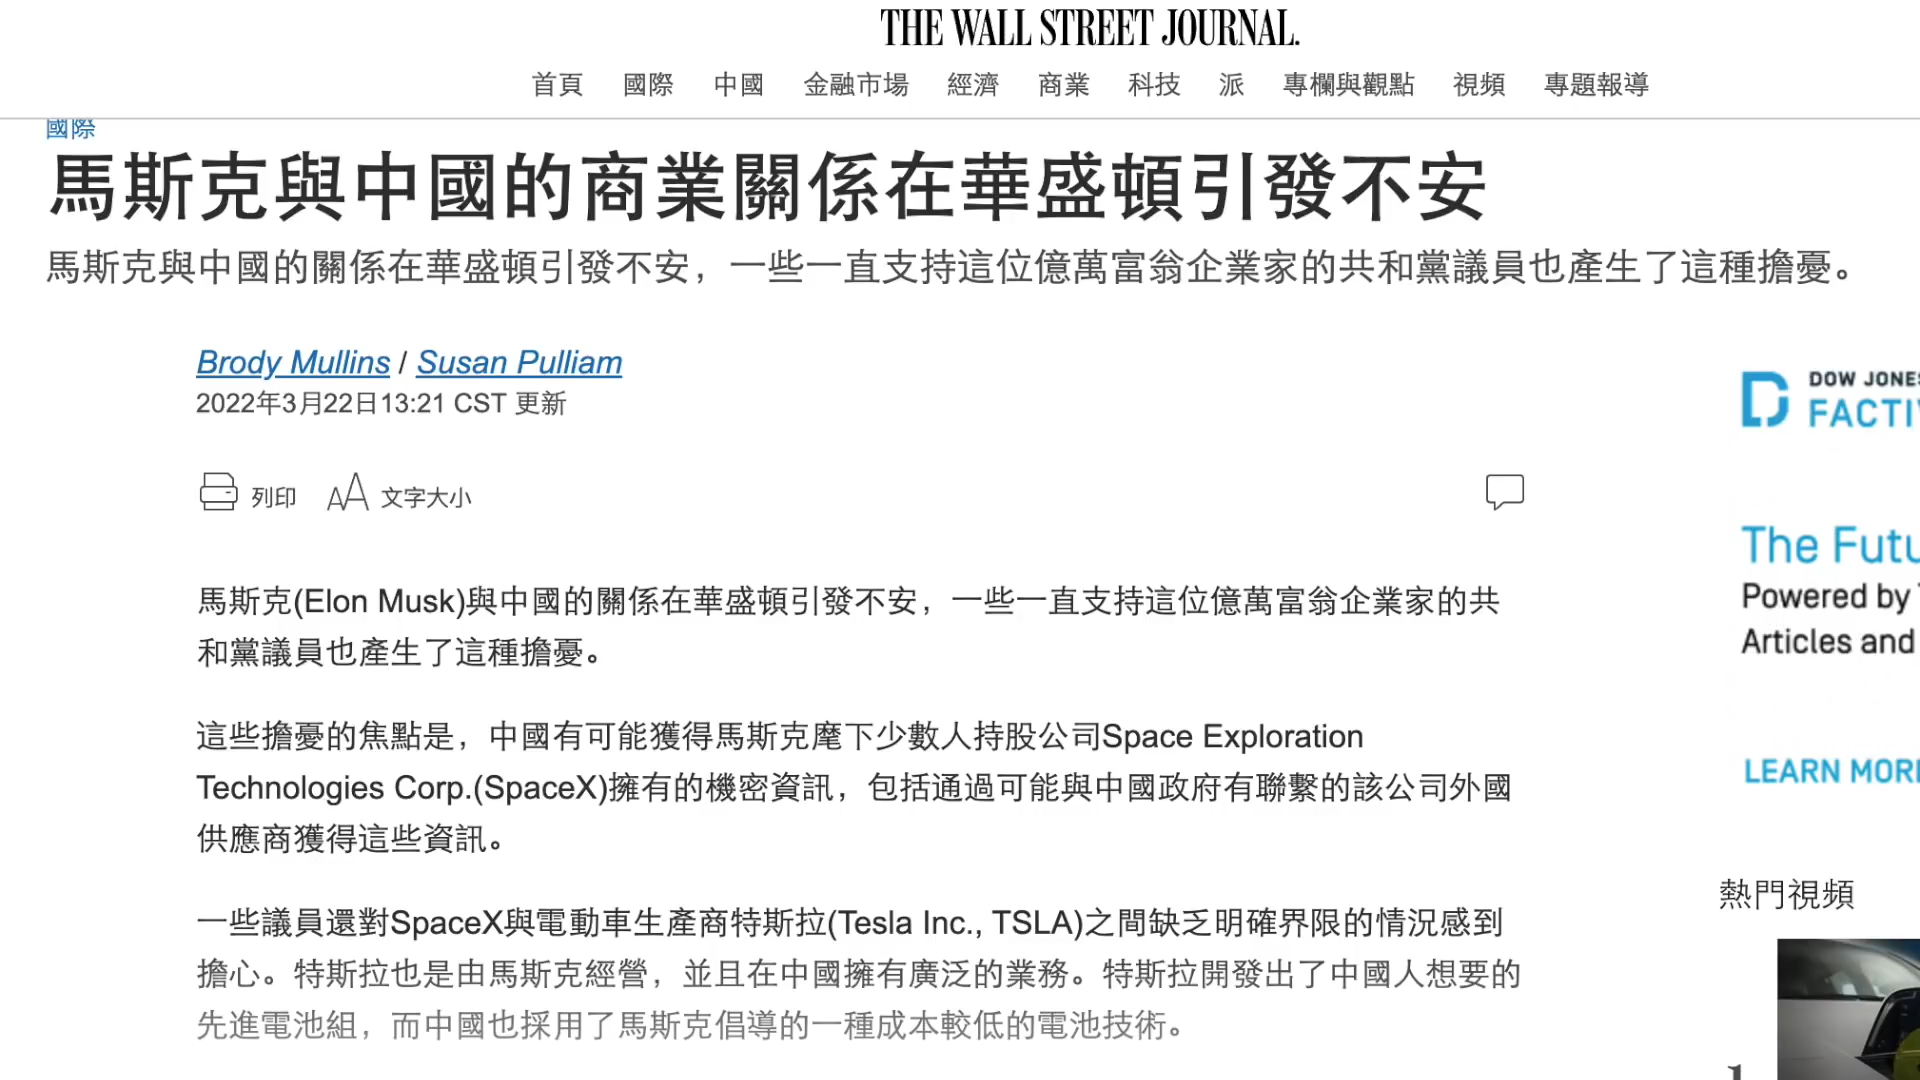 THE WALL STREET JOURNAL.
首頁 國際 中國 金融市場 經濟 商業 科技 派 專欄與觀點 視頻 專題報導
國際
馬斯克與中國的商業關係在華盛頓引發不安
馬斯克與中國的關係在華盛頓引發不安，一些一直支持這位億萬富翁企業家的共和黨議員也產生了這種擔憂。
Brody Mullins / Susan Pulliam
2022年3月22日13:21 CST 更新
列印 AA 文字大小
馬斯克(Elon Musk)與中國的關係在華盛頓引發不安，一些一直支持這位億萬富翁企業家的共
和黨議員也產生了這種擔憂。
這些擔憂的焦點是，中國有可能獲得馬斯克麾下少數人持股公司Space Exploration
Technologies Corp.(SpaceX)擁有的機密資訊，包括通過可能與中國政府有聯繫的該公司外國
供應商獲得這些資訊。
一些議員還對SpaceX與電動車生產商特斯拉(Tesla Inc., TSLA)之間缺乏明確界限的情況感到
擔心。特斯拉也是由馬斯克經營，並且在中國擁有廣泛的業務。特斯拉開發出了中國人想要的
先進電池組，而中國也採用了馬斯克倡導的一種成本較低的電池技術。
DOW JONES
FACTIV
The Futu
Powered by
Articles and
LEARN MORE
熱門視頻
1